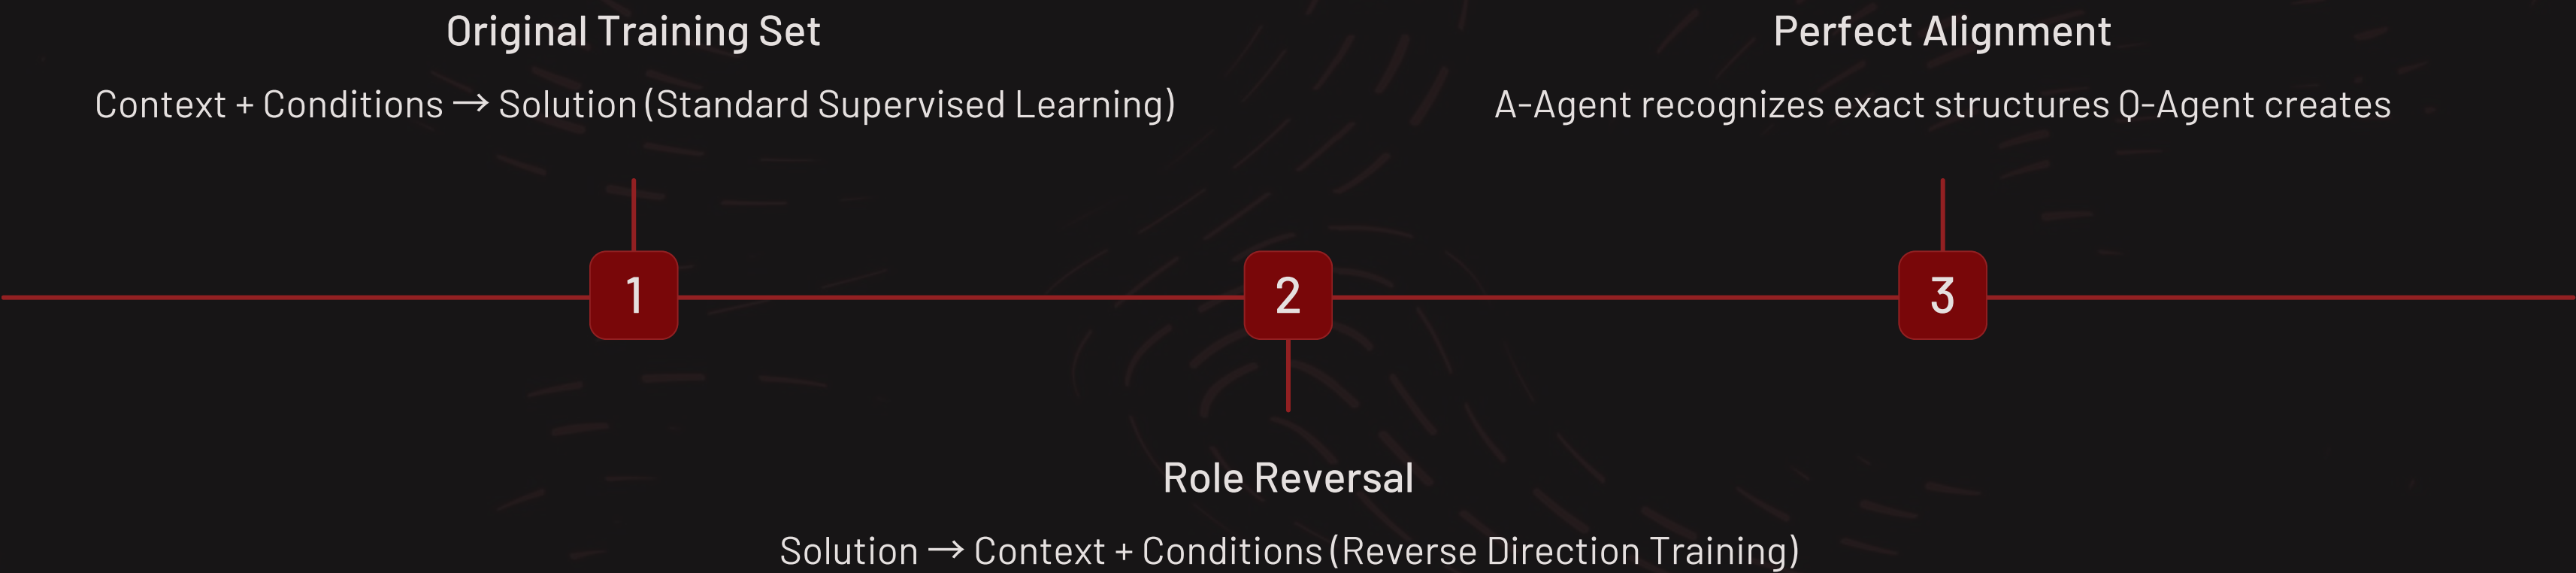 Original Training Set
Context + Conditions → Solution (Standard Supervised Learning)
1
2
Role Reversal
Solution → Context + Conditions (Reverse Direction Training)
3
Perfect Alignment
A-Agent recognizes exact structures Q-Agent creates